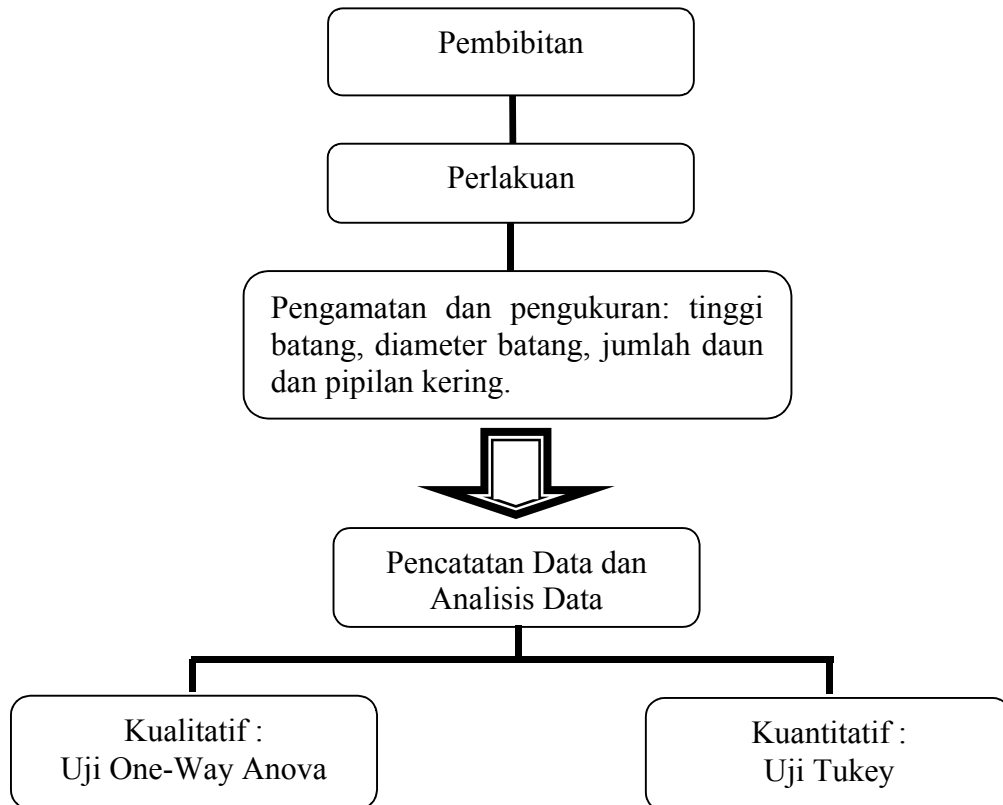 Pembibitan
Perlakuan
Pengamatan dan pengukuran: tinggi
batang, diameter batang, jumlah daun
dan pipilan kering.
Pencatatan Data dan
Analisis Data
Kualitatif :
Uji One-Way Anova
Kuantitatif :
Uji Tukey